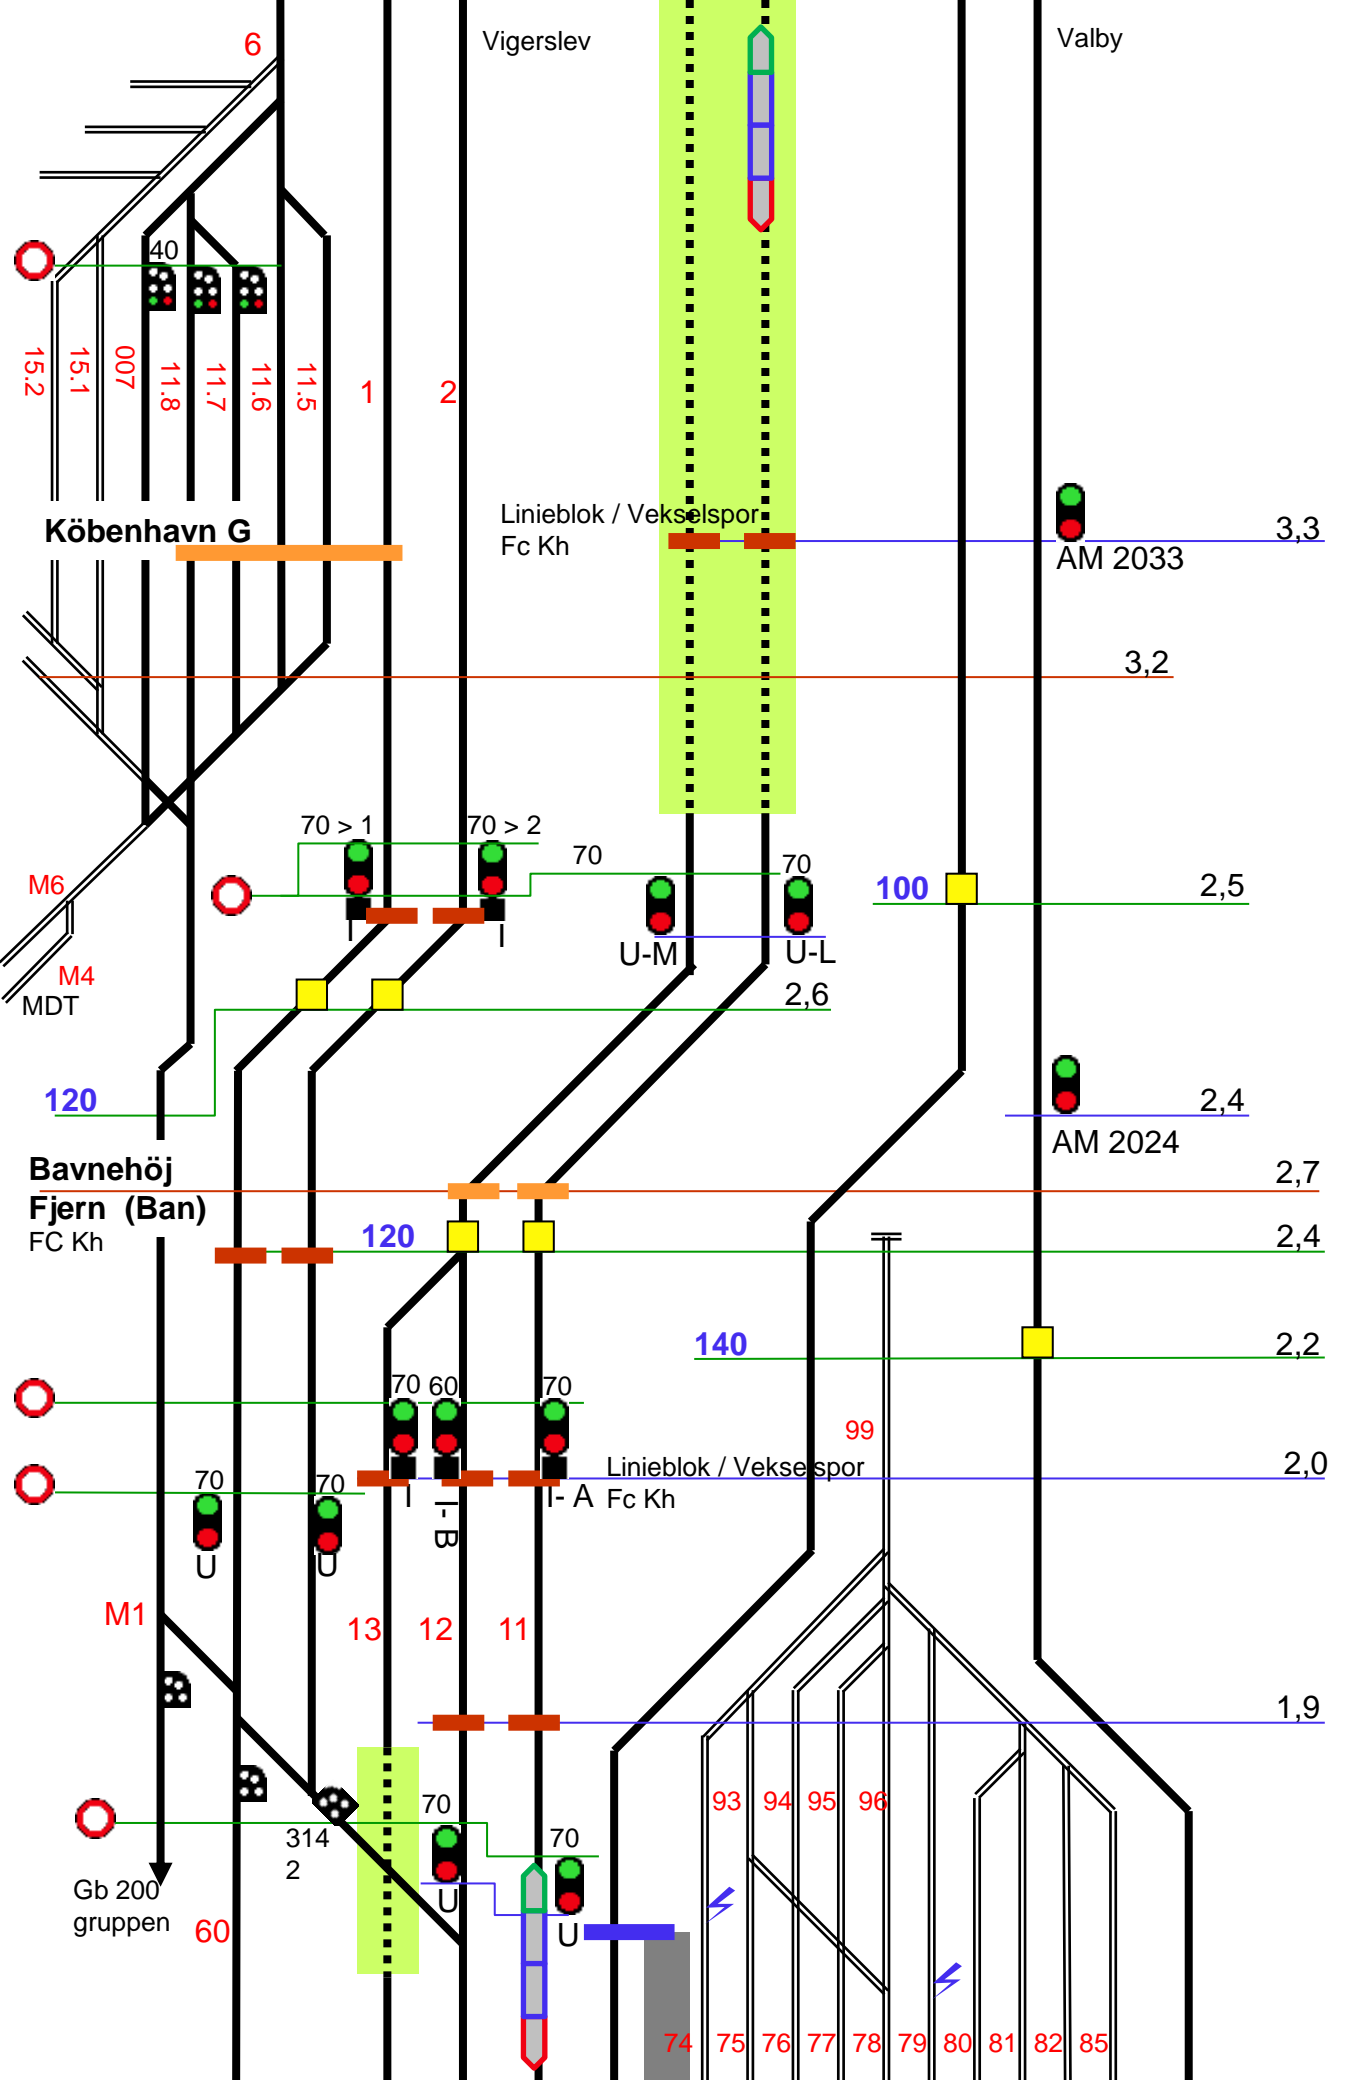 6
Vigerslev
Valby
40
15.2
15.1
007
11.8
11.7
11.6
11.5
1
2
Köbenhavn G
Linieblok / Vekselspor
Fc Kh
3,3
AM 2033
3,2
70 > 1
70 > 2
70
70
M6
100
2,5
I
I
U-M
U-L
M4
MDT
2,6
120
2,4
AM 2024
Bavnehöj
Fjern (Ban)
FC Kh
2,7
120
2,4
140
2,2
70
60
70
99
Linieblok / Vekselspor
Fc Kh
2,0
70
70
I
I- B
I- A
U
U
M1
13
12
11
1,9
93
94
95
96
70
70
314
2
U
U
Gb 200
gruppen
60
74
75
76
77
78
79
80
81
82
85